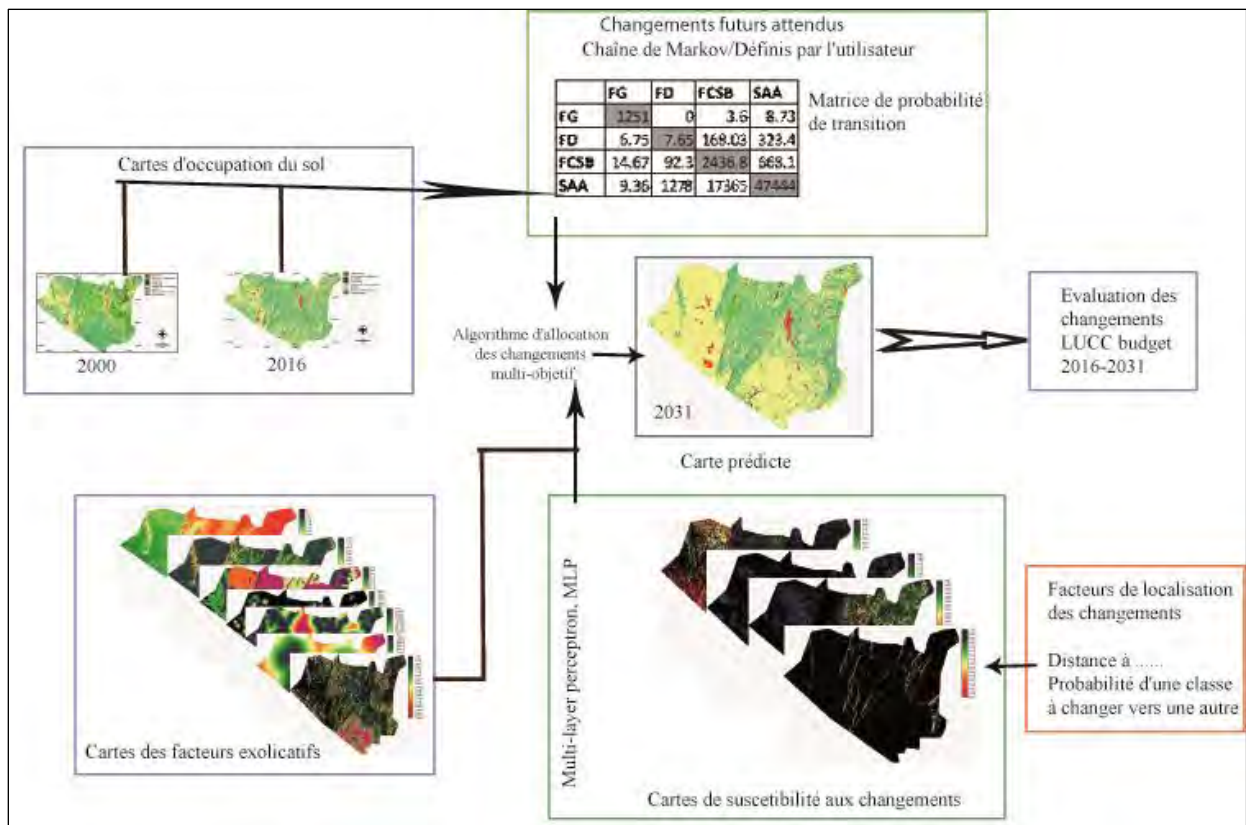 Changements futurs attendus
Chaîne de Markov/Définis par l'utilisateur
FG FD FCSB SAA
FG 1251 0 3.6 8.73
FD 6.75 7.65 168.03 323.4
FCSB 14.67 92.3 2436.8 668.1
SAA 9.36 1278 17365 47444
Matrice de probabilité
de transition
Cartes d'occupation du sol
2000
2016
Algorithme d'allocation
des changements
multi-objetif
2031
Carte prédicte
Evaluation des
changements
LUCC budget
2016-2031
Cartes des facteurs exolicatifs
Multi-layer perceptron, MLP
Cartes de suscetibilité aux changements
Facteurs de localisation
des changements
Distance à ......
Probabilité d'une classe
à changer vers une autre